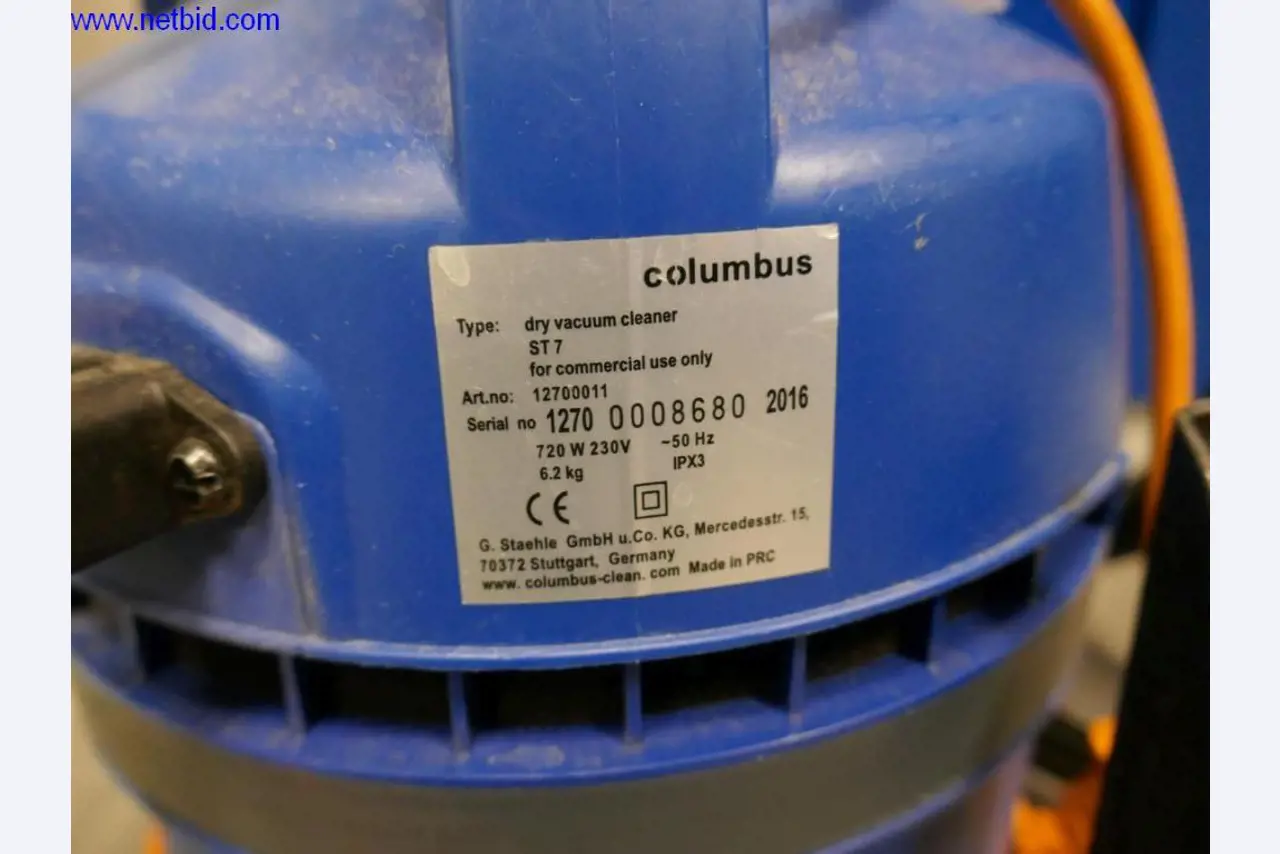 www.netbid.com
columbus
Type: dry vacuum cleaner
ST 7
for commercial use only
Art.no: 12700011
Serial no 1270 0008680 2016
720 W 230V ~50 Hz
6.2 kg IPX3
CE
G. Staehle GmbH u.Co. KG, Mercedesstr. 15,
70372 Stuttgart, Germany
www. columbus-clean. com Made in PRC